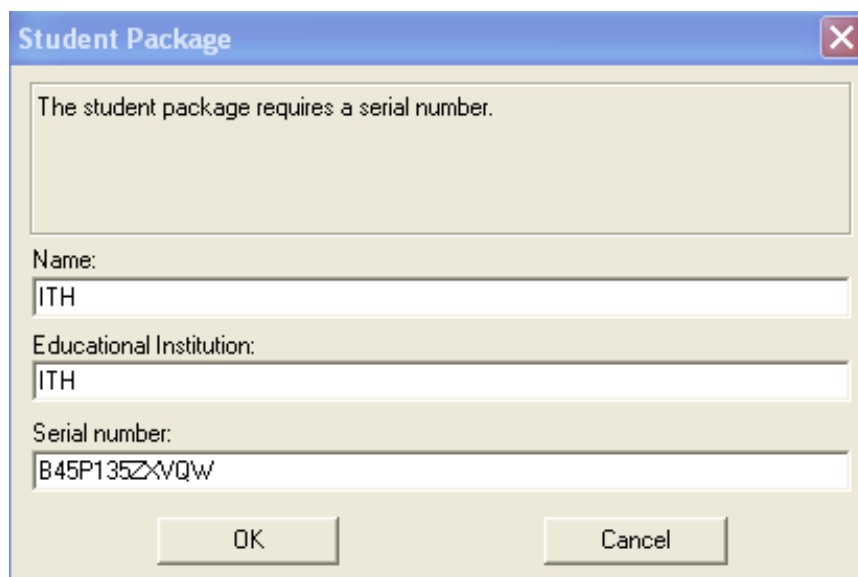 Student Package
The student package requires a serial number.
Name:
ITH
Educational Institution:
ITH
Serial number:
B45P135ZXVQW
OK Cancel